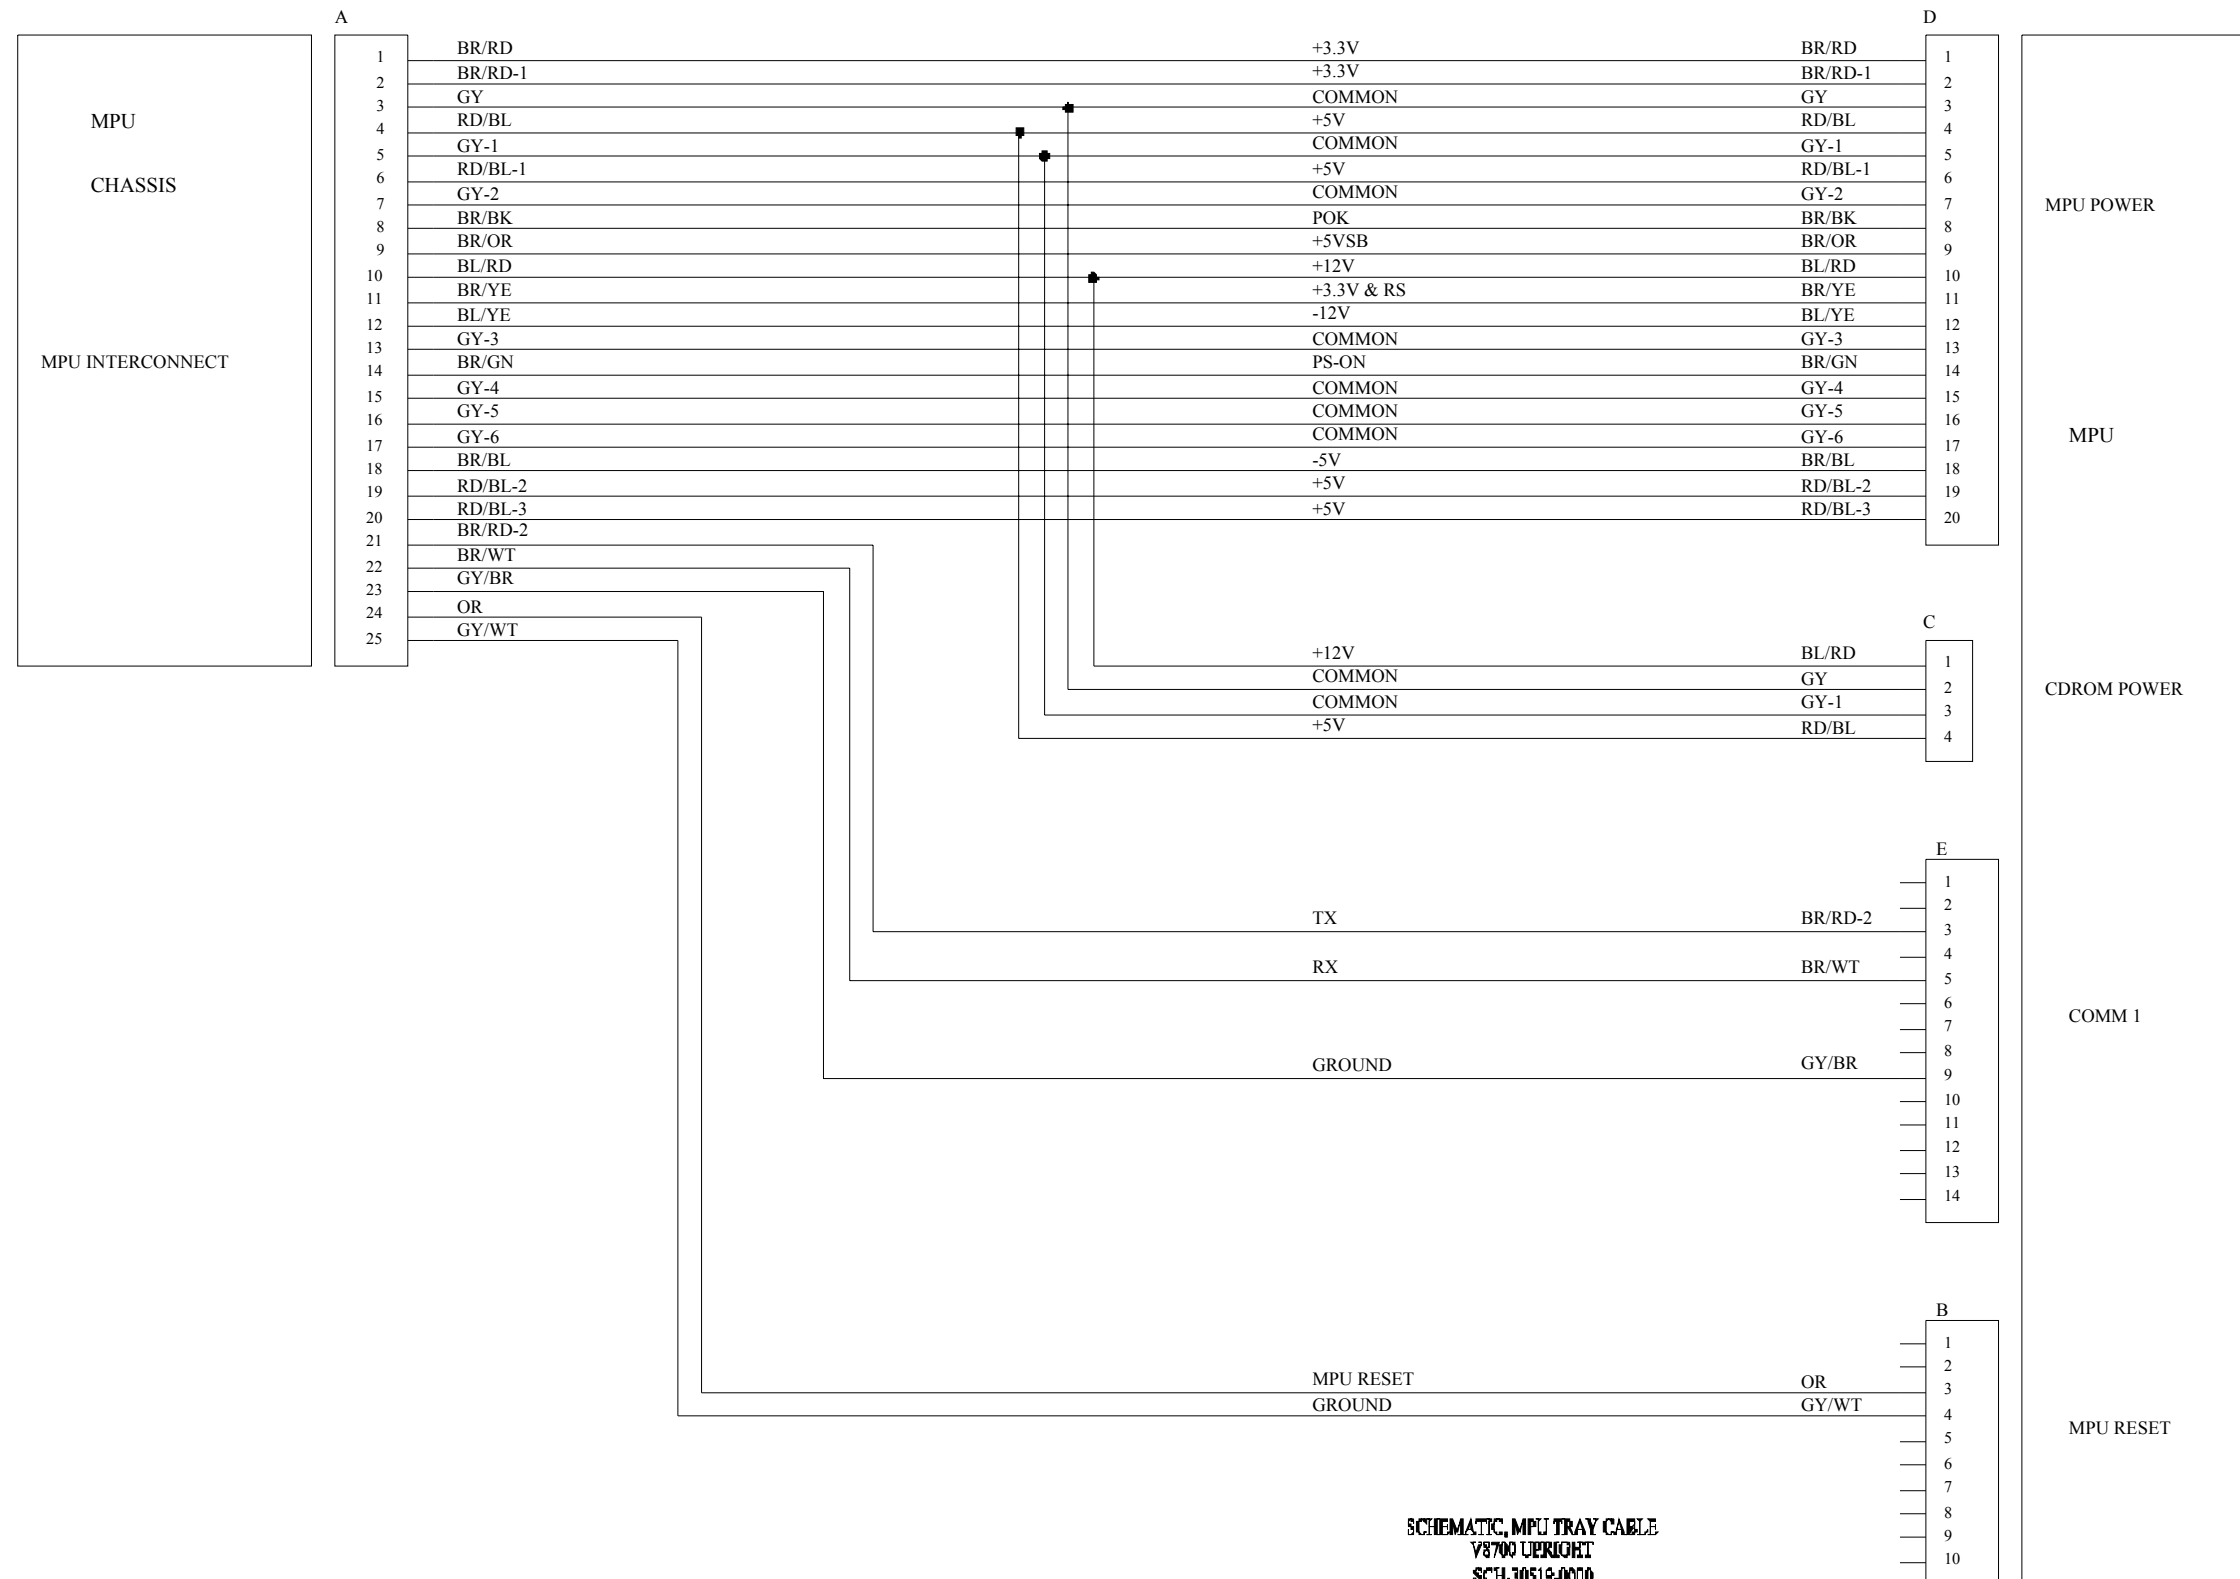 A D
1 BR/RD +3.3V BR/RD 1
2 BR/RD-1 +3.3V BR/RD-1 2
3 GY COMMON GY 3
4 RD/BL +5V RD/BL 4
MPU
5 GY-1 COMMON GY-1 5
6 RD/BL-1 +5V RD/BL-1 6
CHASSIS
7 GY-2 COMMON GY-2 7
MPU POWER
8 BR/BK POK BR/BK 8
9 BR/OR +5VSB BR/OR 9
10 BL/RD +12V BL/RD 10
11 BR/YE +3.3V & RS BR/YE 11
12 BL/YE -12V BL/YE 12
13 GY-3 COMMON GY-3 13
MPU INTERCONNECT
14 BR/GN PS-ON BR/GN 14
15 GY-4 COMMON GY-4 15
16 GY-5 COMMON GY-5 16
17 GY-6 COMMON GY-6 17
MPU
18 BR/BL -5V BR/BL 18
19 RD/BL-2 +5V RD/BL-2 19
20 RD/BL-3 +5V RD/BL-3 20
21 BR/RD-2
22 BR/WT
23 GY/BR
24 OR
25 GY/WT
C
+12V BL/RD 1
COMMON GY 2
CDROM POWER
COMMON GY-1 3
+5V RD/BL 4
E
1
2
TX BR/RD-2 3
4
RX BR/WT 5
6
COMM 1
7
8
GROUND GY/BR 9
10
11
12
13
14
B
1
2
MPU RESET OR 3
GROUND GY/WT 4
MPU RESET
5
6
7
8
SCHEMATIC, MPU TRAY CABLE
9
V8700 UPRIGHT
10